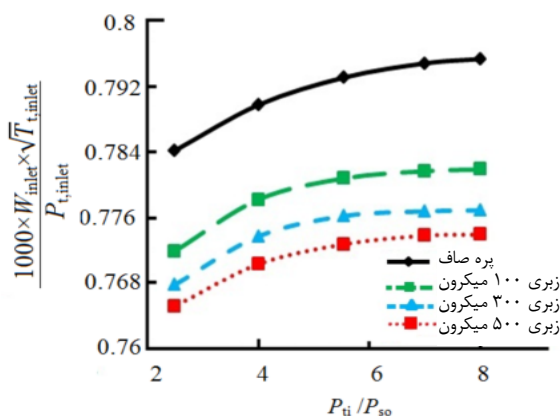 0.8
0.792
0.784
0.776
0.768
0.76
2
4
6
8
1000×W_inlet×√T_t,inlet
P_t,inlet
P_ti /P_so
پره صاف
زبری ۱۰۰ میکرون
زبری ۳۰۰ میکرون
زبری ۵۰۰ میکرون